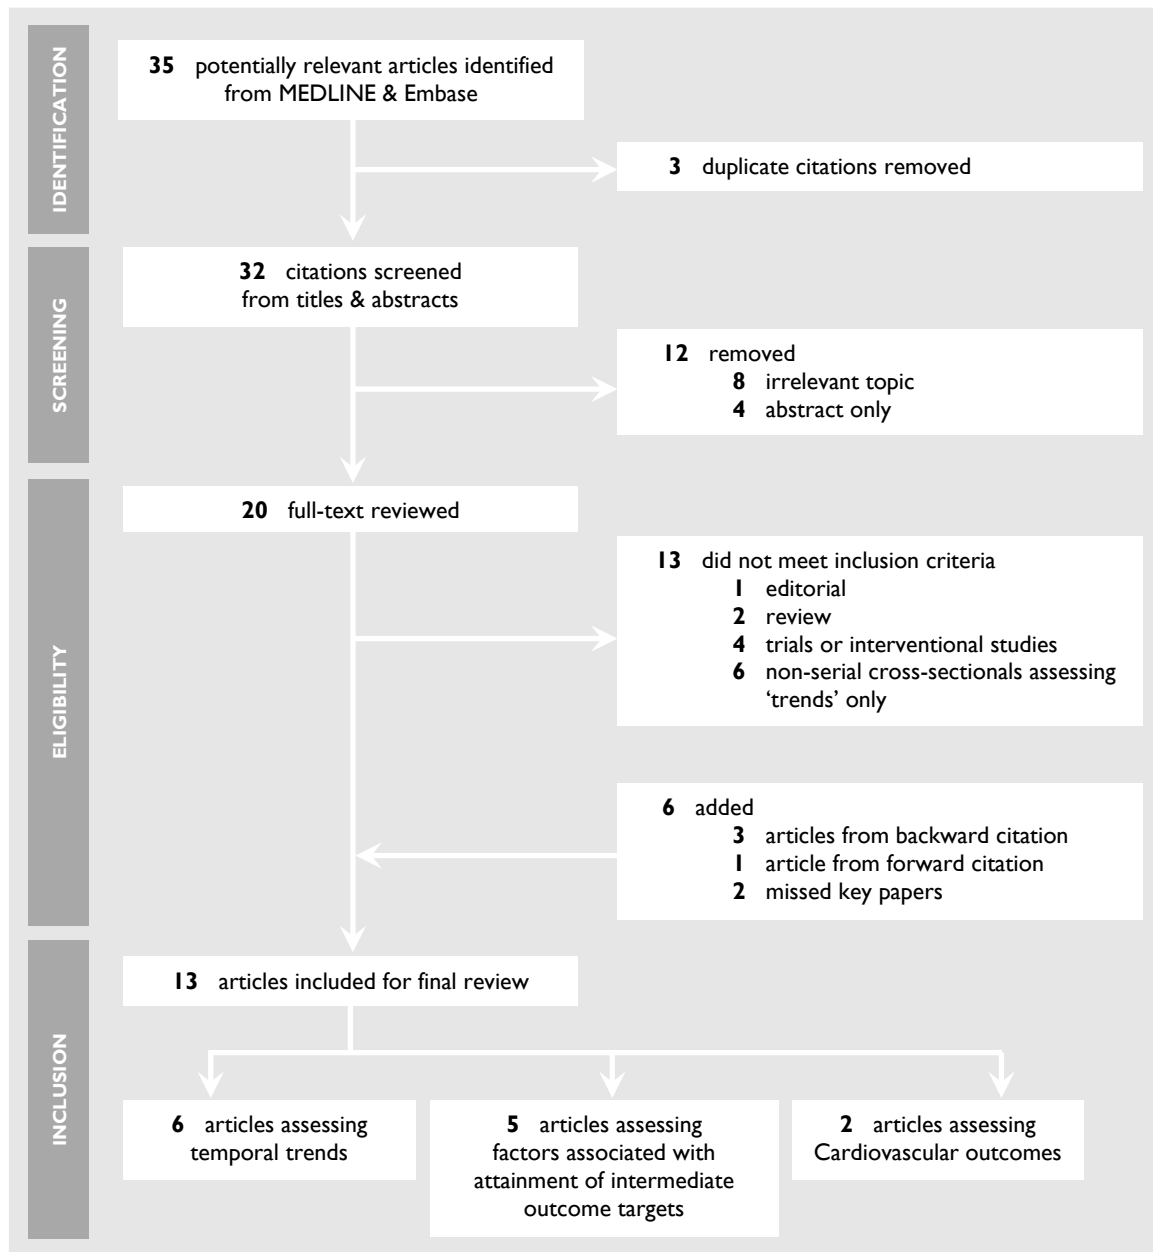 IDENTIFICATION
35 potentially relevant articles identified
from MEDLINE & Embase
3 duplicate citations removed
SCREENING
32 citations screened
from titles & abstracts
12 removed
8 irrelevant topic
4 abstract only
ELIGIBILITY
20 full-text reviewed
13 did not meet inclusion criteria
1 editorial
2 review
4 trials or interventional studies
6 non-serial cross-sectionals assessing
‘trends’ only
6 added
3 articles from backward citation
1 article from forward citation
2 missed key papers
INCLUSION
13 articles included for final review
6 articles assessing
temporal trends
5 articles assessing
factors associated with
attainment of intermediate
outcome targets
2 articles assessing
Cardiovascular outcomes